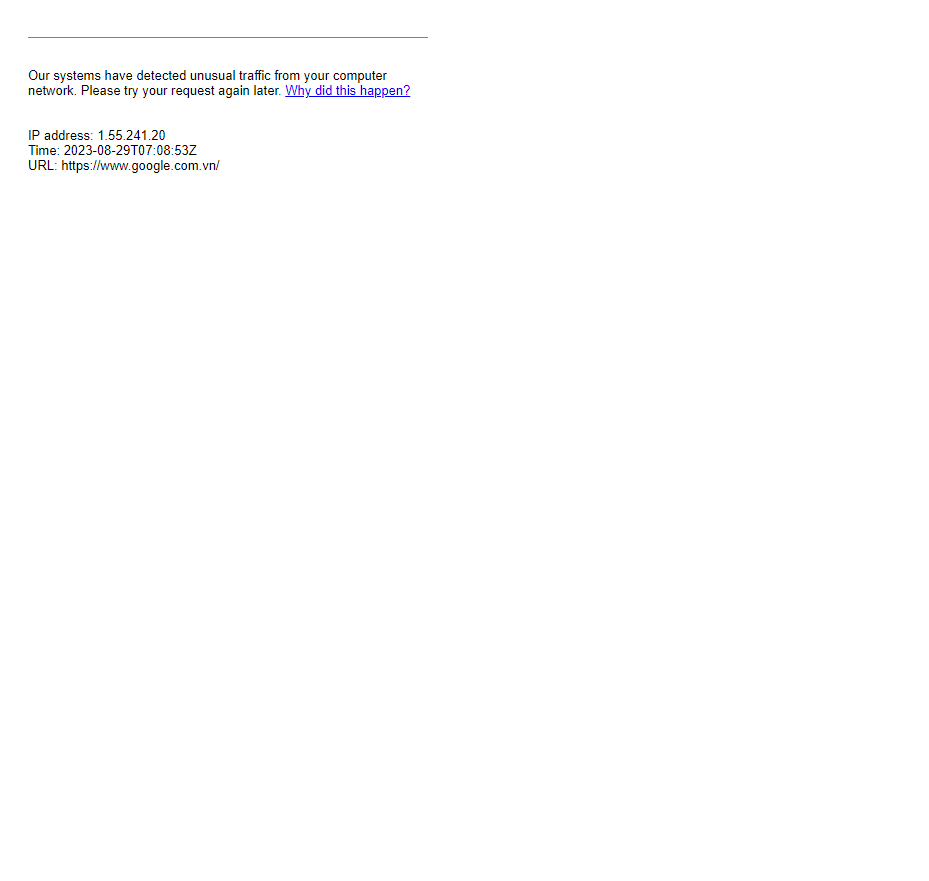 Our systems have detected unusual traffic from your computer
network. Please try your request again later. Why did this happen?
IP address: 1.55.241.20
Time: 2023-08-29T07:08:53Z
URL: https://www.google.com.vn/